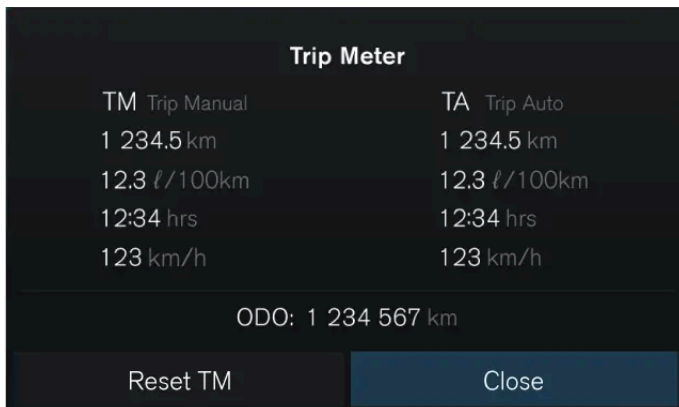 Trip Meter
TM Trip Manual
1 234.5 km
12.3 ℓ/100km
12:34 hrs
123 km/h
TA Trip Auto
1 234.5 km
12.3 ℓ/100km
12:34 hrs
123 km/h
ODO: 1 234 567 km
Reset TM
Close